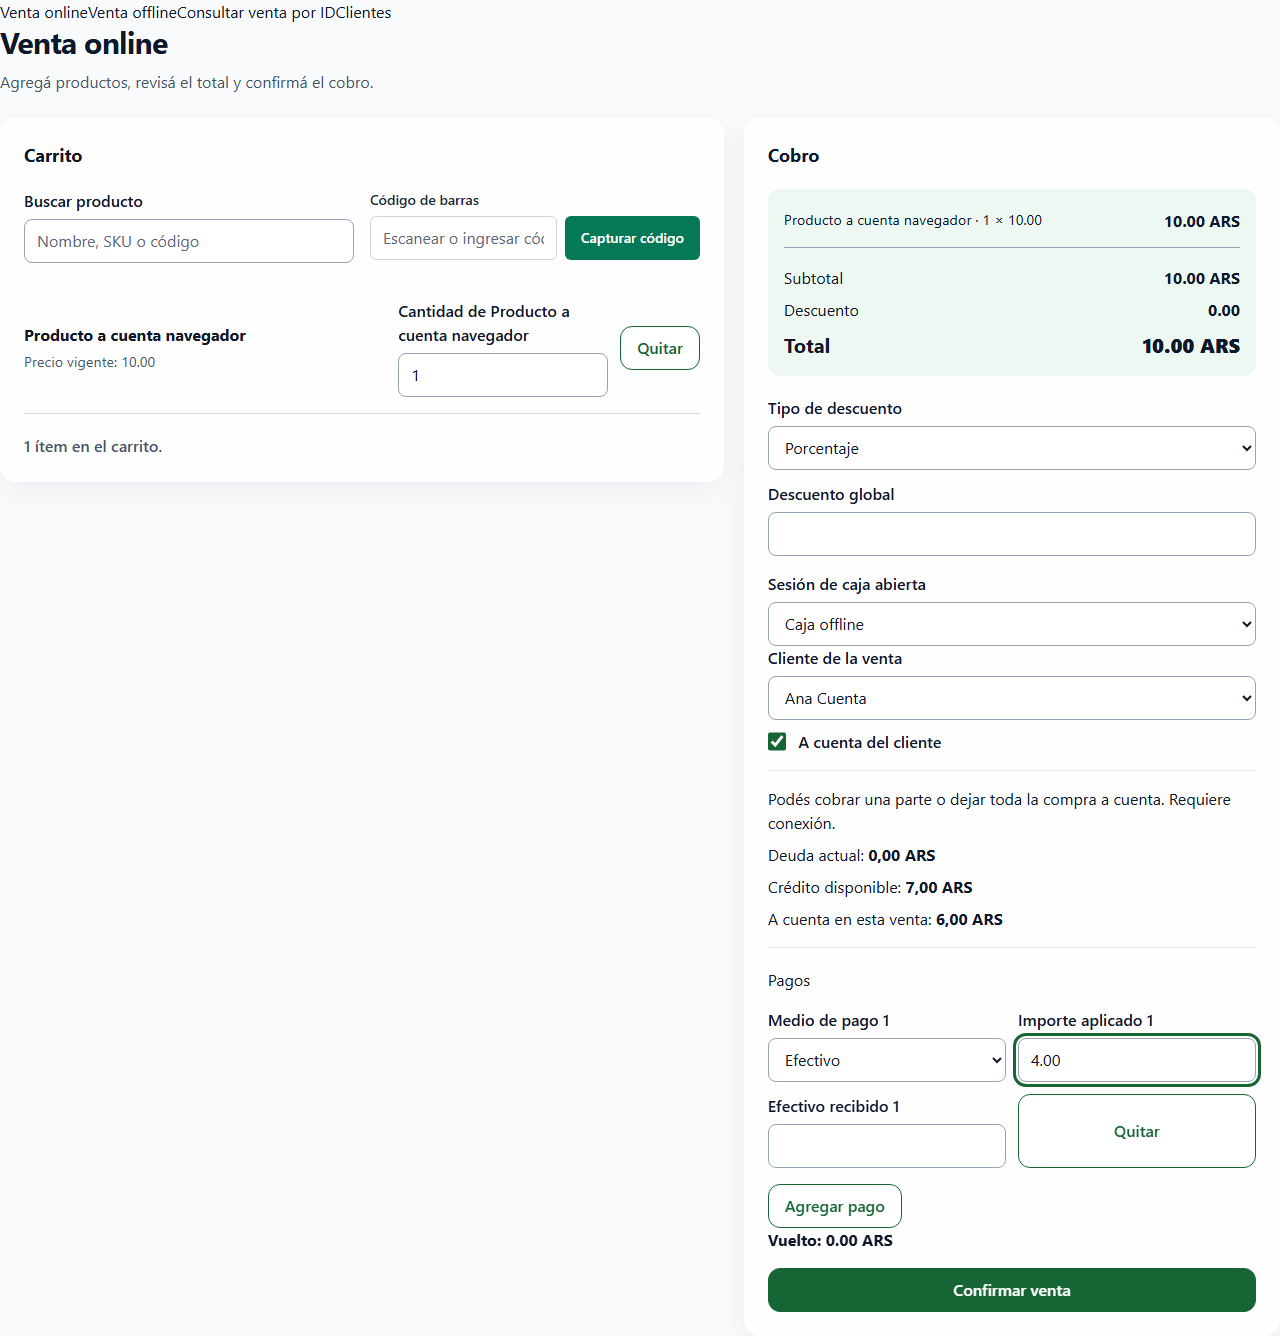 Venta onlineVenta offlineConsultar venta por IDClientes
Venta online
Agregá productos, revisá el total y confirmá el cobro.
Carrito
Buscar producto
Nombre, SKU o código
Código de barras
Escanear o ingresar cód
Capturar código
Producto a cuenta navegador
Precio vigente: 10.00
Cantidad de Producto a
cuenta navegador
1
Quitar
1 ítem en el carrito.
Cobro
Producto a cuenta navegador · 1 × 10.00 10.00 ARS
Subtotal 10.00 ARS
Descuento 0.00
Total 10.00 ARS
Tipo de descuento
Porcentaje
Descuento global
Sesión de caja abierta
Caja offline
Cliente de la venta
Ana Cuenta
A cuenta del cliente
Podés cobrar una parte o dejar toda la compra a cuenta. Requiere
conexión.
Deuda actual: 0,00 ARS
Crédito disponible: 7,00 ARS
A cuenta en esta venta: 6,00 ARS
Pagos
Medio de pago 1
Efectivo
Importe aplicado 1
4.00
Efectivo recibido 1
Quitar
Agregar pago
Vuelto: 0.00 ARS
Confirmar venta